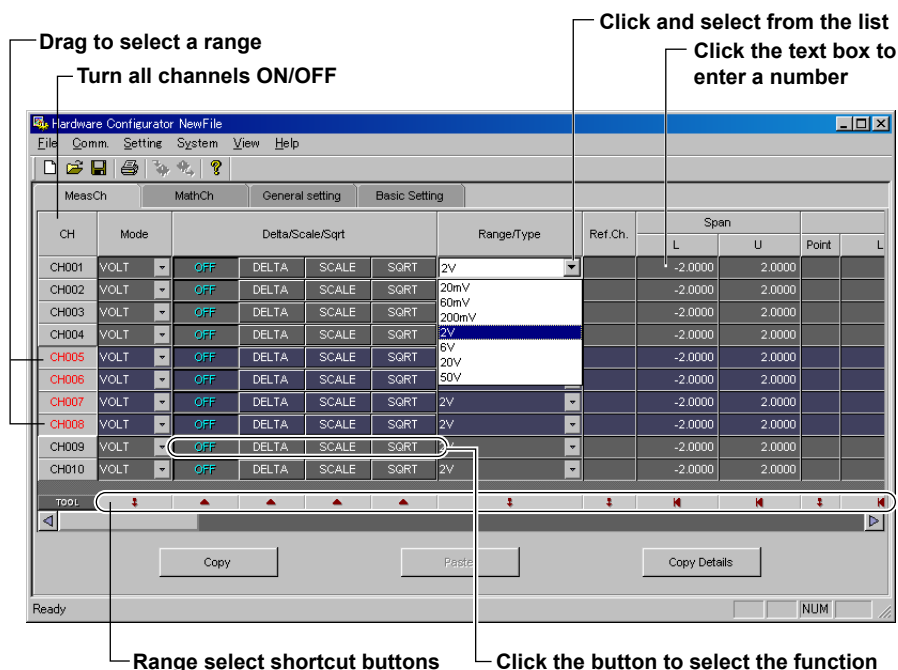 Click and select from the list
Drag to select a range
Click the text box to
enter a number
Turn all channels ON/OFF
Hardware Configurator NewFile
File Comm. Setting System View Help
MeasCh MathCh General setting Basic Setting
CH Mode Delta/Scale/Sqrt Range/Type Ref.Ch. Span
L U Point L
CH001 VOLT OFF DELTA SCALE SQRT 2V -2.0000 2.0000
CH002 VOLT OFF DELTA SCALE SQRT 20mV -2.0000 2.0000
60mV
CH003 VOLT OFF DELTA SCALE SQRT 200mV -2.0000 2.0000
CH004 VOLT OFF DELTA SCALE SQRT 2V -2.0000 2.0000
6V
CH005 VOLT OFF DELTA SCALE SQRT 20V -2.0000 2.0000
CH006 VOLT OFF DELTA SCALE SQRT 50V -2.0000 2.0000
CH007 VOLT OFF DELTA SCALE SQRT 2V -2.0000 2.0000
CH008 VOLT OFF DELTA SCALE SQRT 2V -2.0000 2.0000
CH009 VOLT OFF DELTA SCALE SQRT 2V -2.0000 2.0000
CH010 VOLT OFF DELTA SCALE SQRT 2V -2.0000 2.0000
TOOL
Copy Paste Copy Details
Ready NUM
Range select shortcut buttons
Click the button to select the function